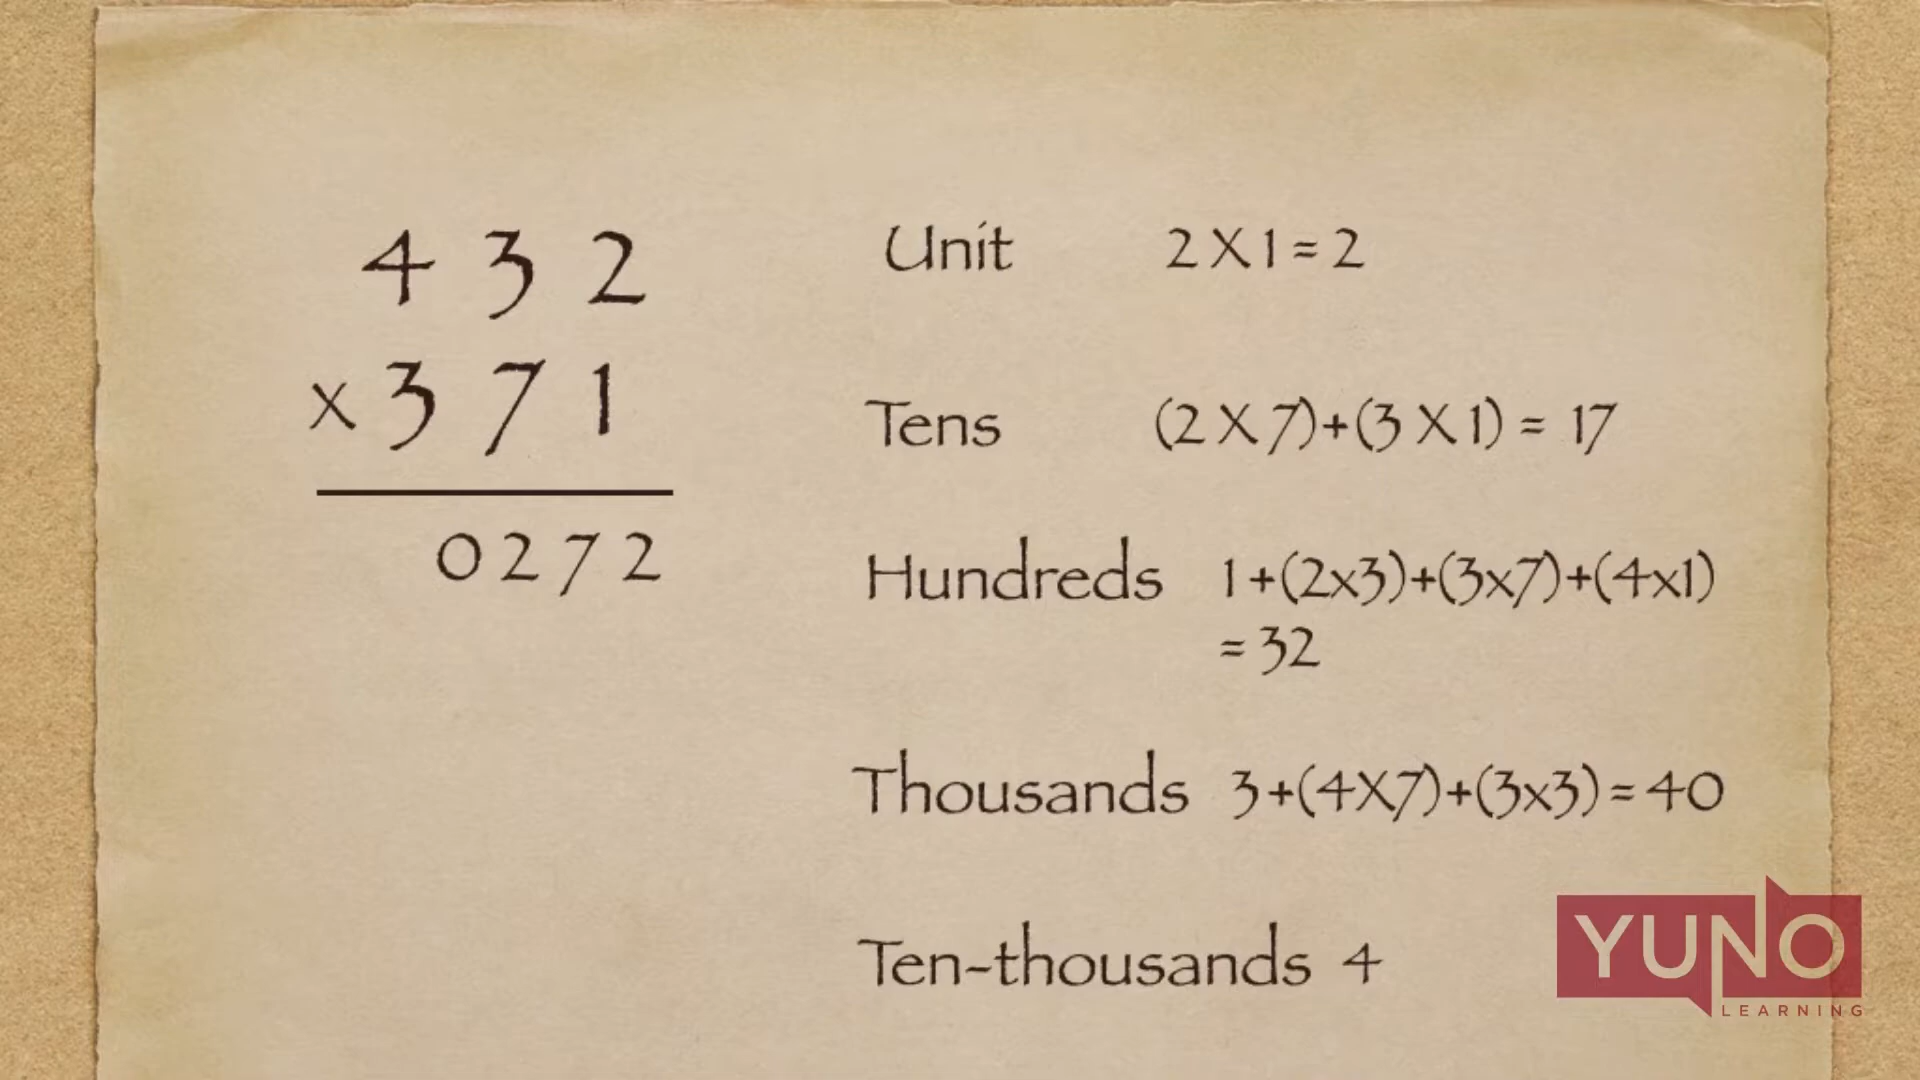 4 3 2
x 3 7 1
0 2 7 2
Unit 2 X 1 = 2
Tens (2 X 7)+(3 X 1) = 17
Hundreds 1+(2x3)+(3x7)+(4x1)
= 32
Thousands 3+(4X7)+(3x3)=40
Ten-thousands 4
YUNO
LEARNING